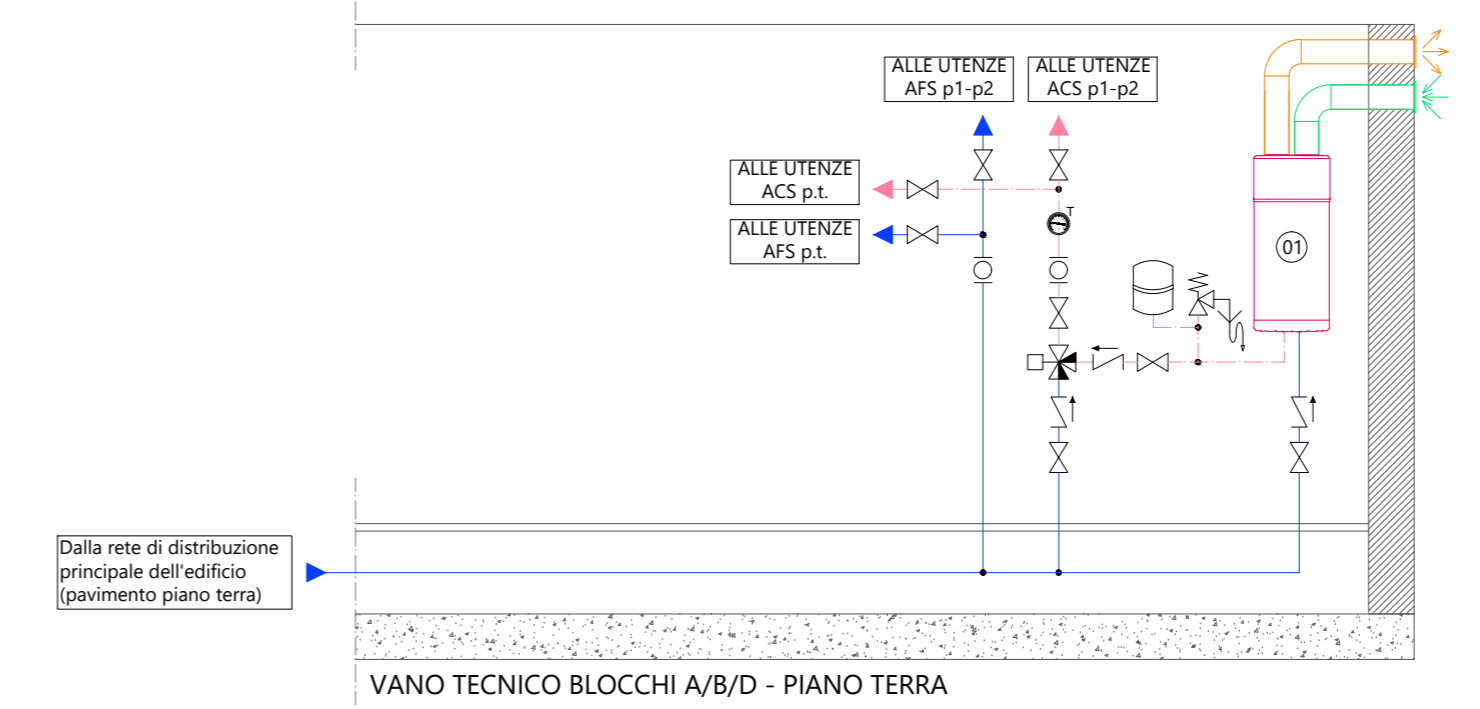 ALLE UTENZE
AFS p1-p2
ALLE UTENZE
ACS p1-p2
ALLE UTENZE
ACS p.t.
ALLE UTENZE
AFS p.t.
T
01
Dalla rete di distribuzione
principale dell'edificio
(pavimento piano terra)
VANO TECNICO BLOCCHI A/B/D - PIANO TERRA